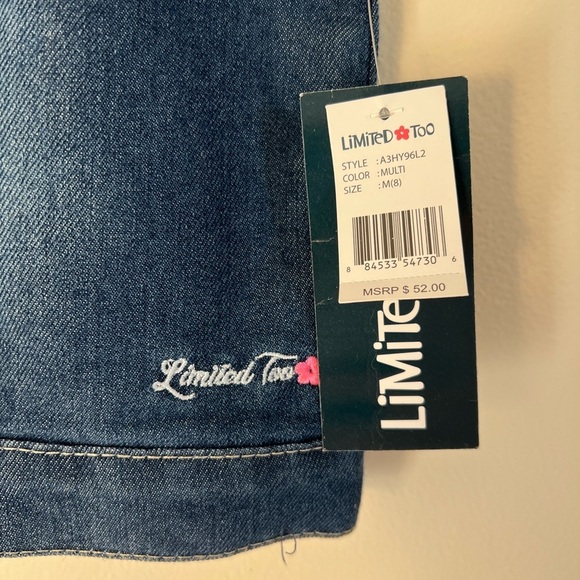 LiMiTeD TOO
STYLE : A3HY96L2
COLOR : MULTI
SIZE : M(8)
8 84533 54730 6
MSRP $ 52.00
LiMiTe
Limited Too